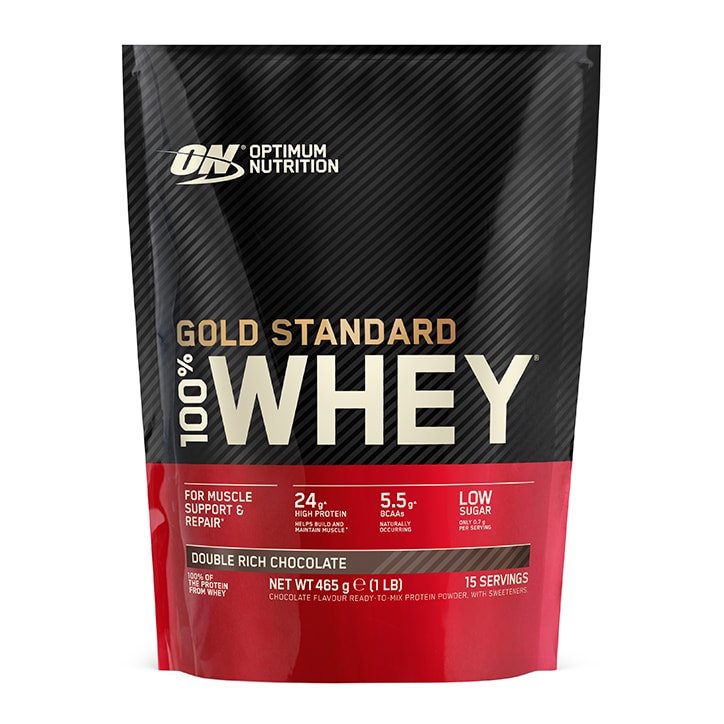 ON® OPTIMUM
NUTRITION
GOLD STANDARD
100% WHEY®
FOR MUSCLE
SUPPORT &
REPAIR*
24g^
HIGH PROTEIN
HELPS BUILD AND
MAINTAIN MUSCLE*
5.5g^
BCAAs
NATURALLY
OCCURRING
LOW
SUGAR
ONLY 0.7 g
PER SERVING
DOUBLE RICH CHOCOLATE
100% OF
THE PROTEIN
FROM WHEY
NET WT 465 g ℮ (1 LB)
15 SERVINGS
CHOCOLATE FLAVOUR READY-TO-MIX PROTEIN POWDER, WITH SWEETENERS.